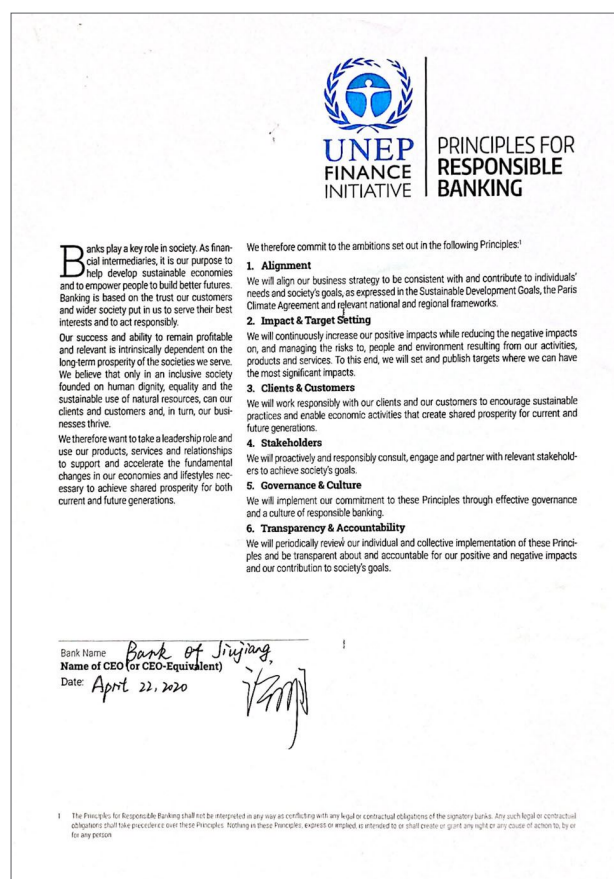 UNEP
FINANCE
INITIATIVE
PRINCIPLES FOR
RESPONSIBLE
BANKING
Banks play a key role in society. As finan-
cial intermediaries, it is our purpose to
help develop sustainable economies
and to empower people to build better futures.
Banking is based on the trust our customers
and wider society put in us to serve their best
interests and to act responsibly.
Our success and ability to remain profitable
and relevant is intrinsically dependent on the
long-term prosperity of the societies we serve.
We believe that only in an inclusive society
founded on human dignity, equality and the
sustainable use of natural resources, can our
clients and customers and, in turn, our busi-
nesses thrive.
We therefore want to take a leadership role and
use our products, services and relationships
to support and accelerate the fundamental
changes in our economies and lifestyles nec-
essary to achieve shared prosperity for both
current and future generations.
We therefore commit to the ambitions set out in the following Principles:1
1. Alignment
We will align our business strategy to be consistent with and contribute to individuals'
needs and society's goals, as expressed in the Sustainable Development Goals, the Paris
Climate Agreement and relevant national and regional frameworks.
2. Impact & Target Setting
We will continuously increase our positive impacts while reducing the negative impacts
on, and managing the risks to, people and environment resulting from our activities,
products and services. To this end, we will set and publish targets where we can have
the most significant impacts.
3. Clients & Customers
We will work responsibly with our clients and our customers to encourage sustainable
practices and enable economic activities that create shared prosperity for current and
future generations.
4. Stakeholders
We will proactively and responsibly consult, engage and partner with relevant stakehold-
ers to achieve society's goals.
5. Governance & Culture
We will implement our commitment to these Principles through effective governance
and a culture of responsible banking.
6. Transparency & Accountability
We will periodically review our individual and collective implementation of these Princi-
ples and be transparent about and accountable for our positive and negative impacts
and our contribution to society's goals.
Bank Name Bank of Jiujiang
Name of CEO (or CEO-Equivalent)
Date: April 22, 2020
1 The Principles for Responsible Banking shall not be interpreted in any way as conflicting with any legal or contractual obligations of the signatory banks. Any such legal or contractual
obligations shall take precedence over these Principles. Nothing in these Principles, express or implied, is intended to or shall create or grant any right or any cause of action to, by or
for any person